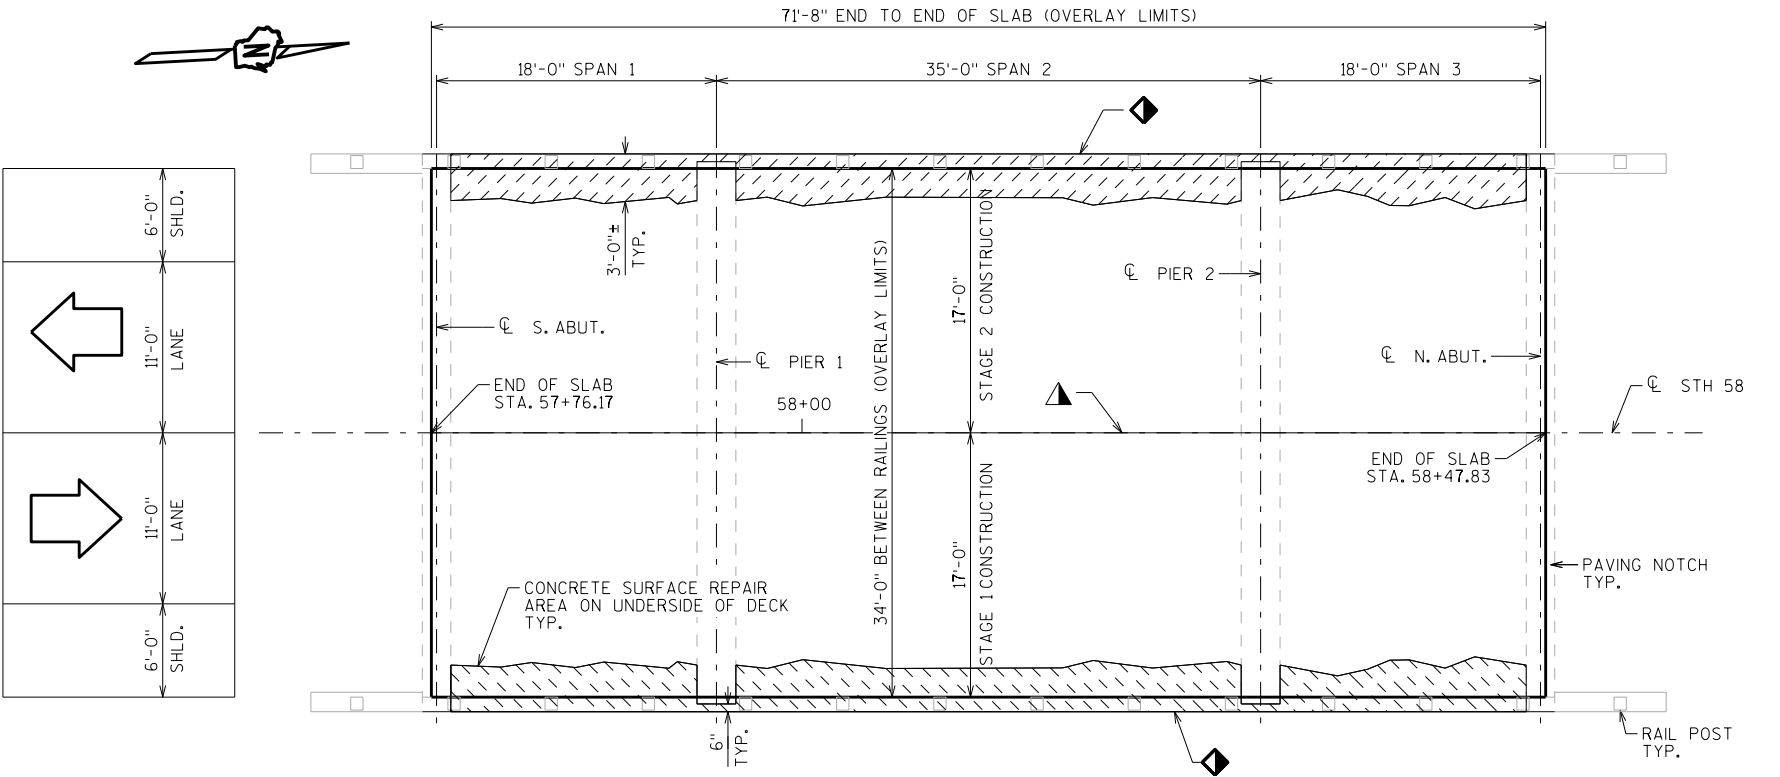 71'-8" END TO END OF SLAB (OVERLAY LIMITS)
N
18'-0" SPAN 1
35'-0" SPAN 2
18'-0" SPAN 3
6'-0"
SHLD.
11'-0"
LANE
11'-0"
LANE
6'-0"
SHLD.
3'-0"±
TYP.
℄ S. ABUT.
END OF SLAB
STA. 57+76.17
℄ PIER 1
58+00
34'-0" BETWEEN RAILINGS (OVERLAY LIMITS)
17'-0"
STAGE 2 CONSTRUCTION
17'-0"
STAGE 1 CONSTRUCTION
℄ PIER 2
℄ N. ABUT.
℄ STH 58
END OF SLAB
STA. 58+47.83
CONCRETE SURFACE REPAIR
AREA ON UNDERSIDE OF DECK
TYP.
PAVING NOTCH
TYP.
6"
TYP.
RAIL POST
TYP.